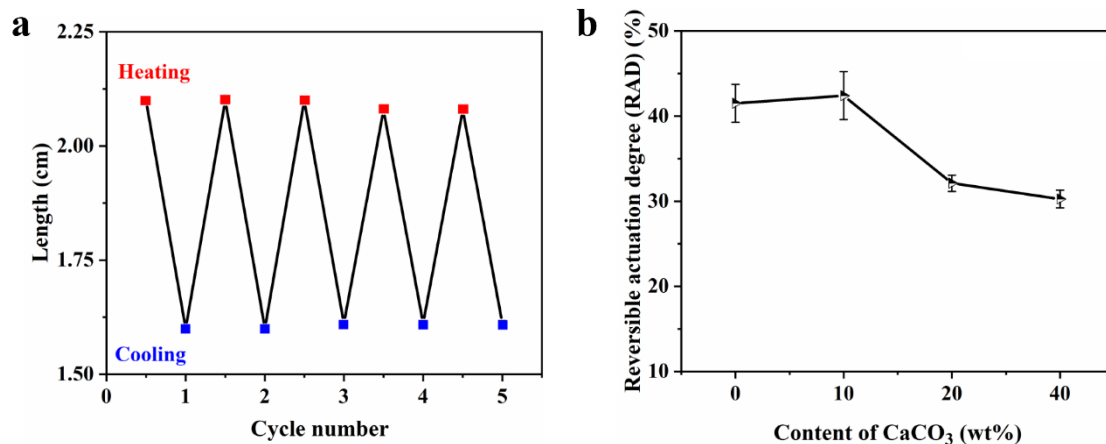 a
2.25
2.00
1.75
1.50
Length (cm)
Heating
Cooling
0 1 2 3 4 5
Cycle number
b
50
40
30
20
10
Reversible actuation degree (RAD) (%)
0 10 20 40
Content of CaCO₃ (wt%)